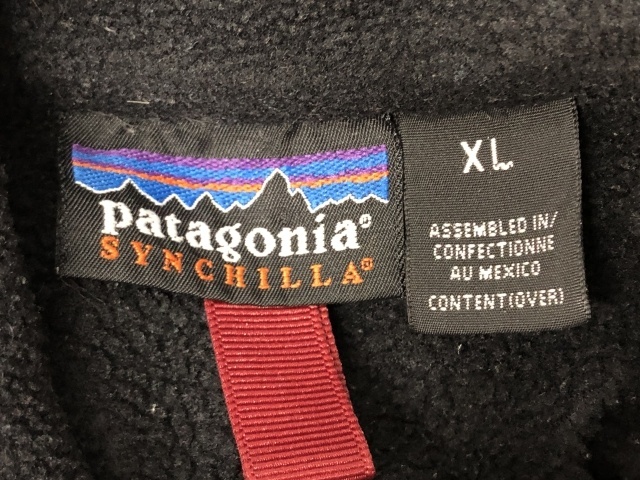 patagonia®
SYNCHILLA®
XL
ASSEMBLED IN/
CONFECTIONNE
AU MEXICO
CONTENT(OVER)